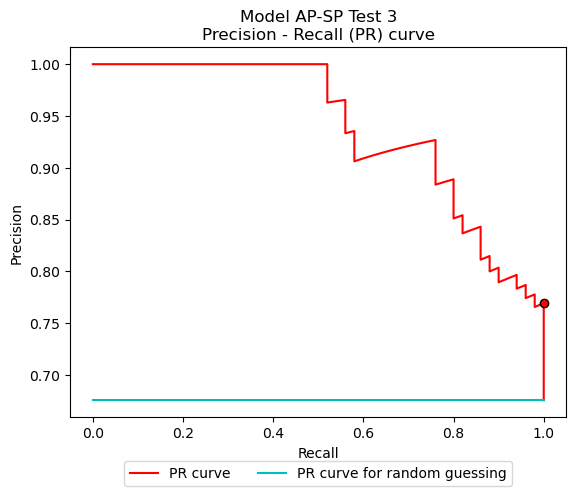 Model AP-SP Test 3
Precision - Recall (PR) curve
1.00
0.95
0.90
0.85
0.80
0.75
0.70
Precision
0.0 0.2 0.4 0.6 0.8 1.0
Recall
PR curve PR curve for random guessing